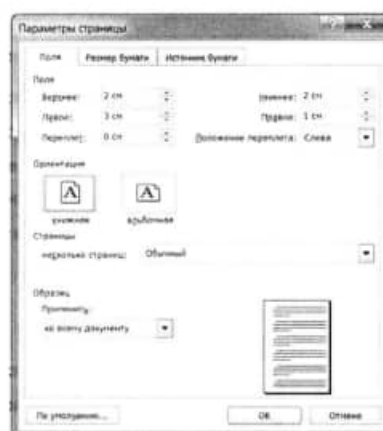 Параметры страницы
Поля Размер бумаги Источник бумаги
Поля
Верхнее: 2 см Нижнее: 2 см
Левое: 3 см Правое: 1 см
Переплет: 0 см Положение переплета: Слева
Ориентация
A A
книжная альбомная
Страницы
несколько страниц: Обычный
Образец
Применить:
ко всему документу
По умолчанию... ОК Отмена